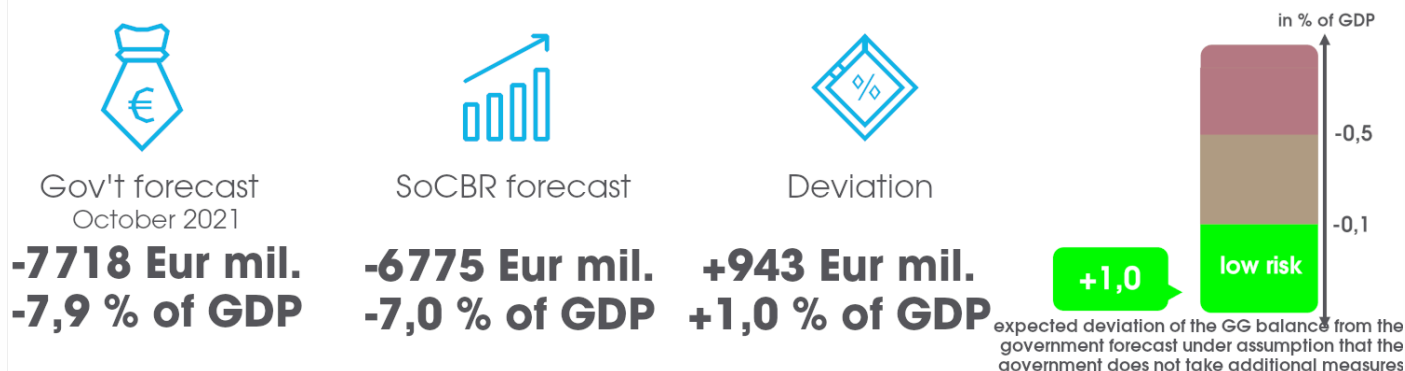 in % of GDP
€
%
-0,5
-0,1
Gov't forecast
October 2021
-7718 Eur mil.
-7,9 % of GDP
SoCBR forecast
-6775 Eur mil.
-7,0 % of GDP
Deviation
+943 Eur mil.
+1,0 % of GDP
+1,0
low risk
expected deviation of the GG balance from the
government forecast under assumption that the
government does not take additional measures